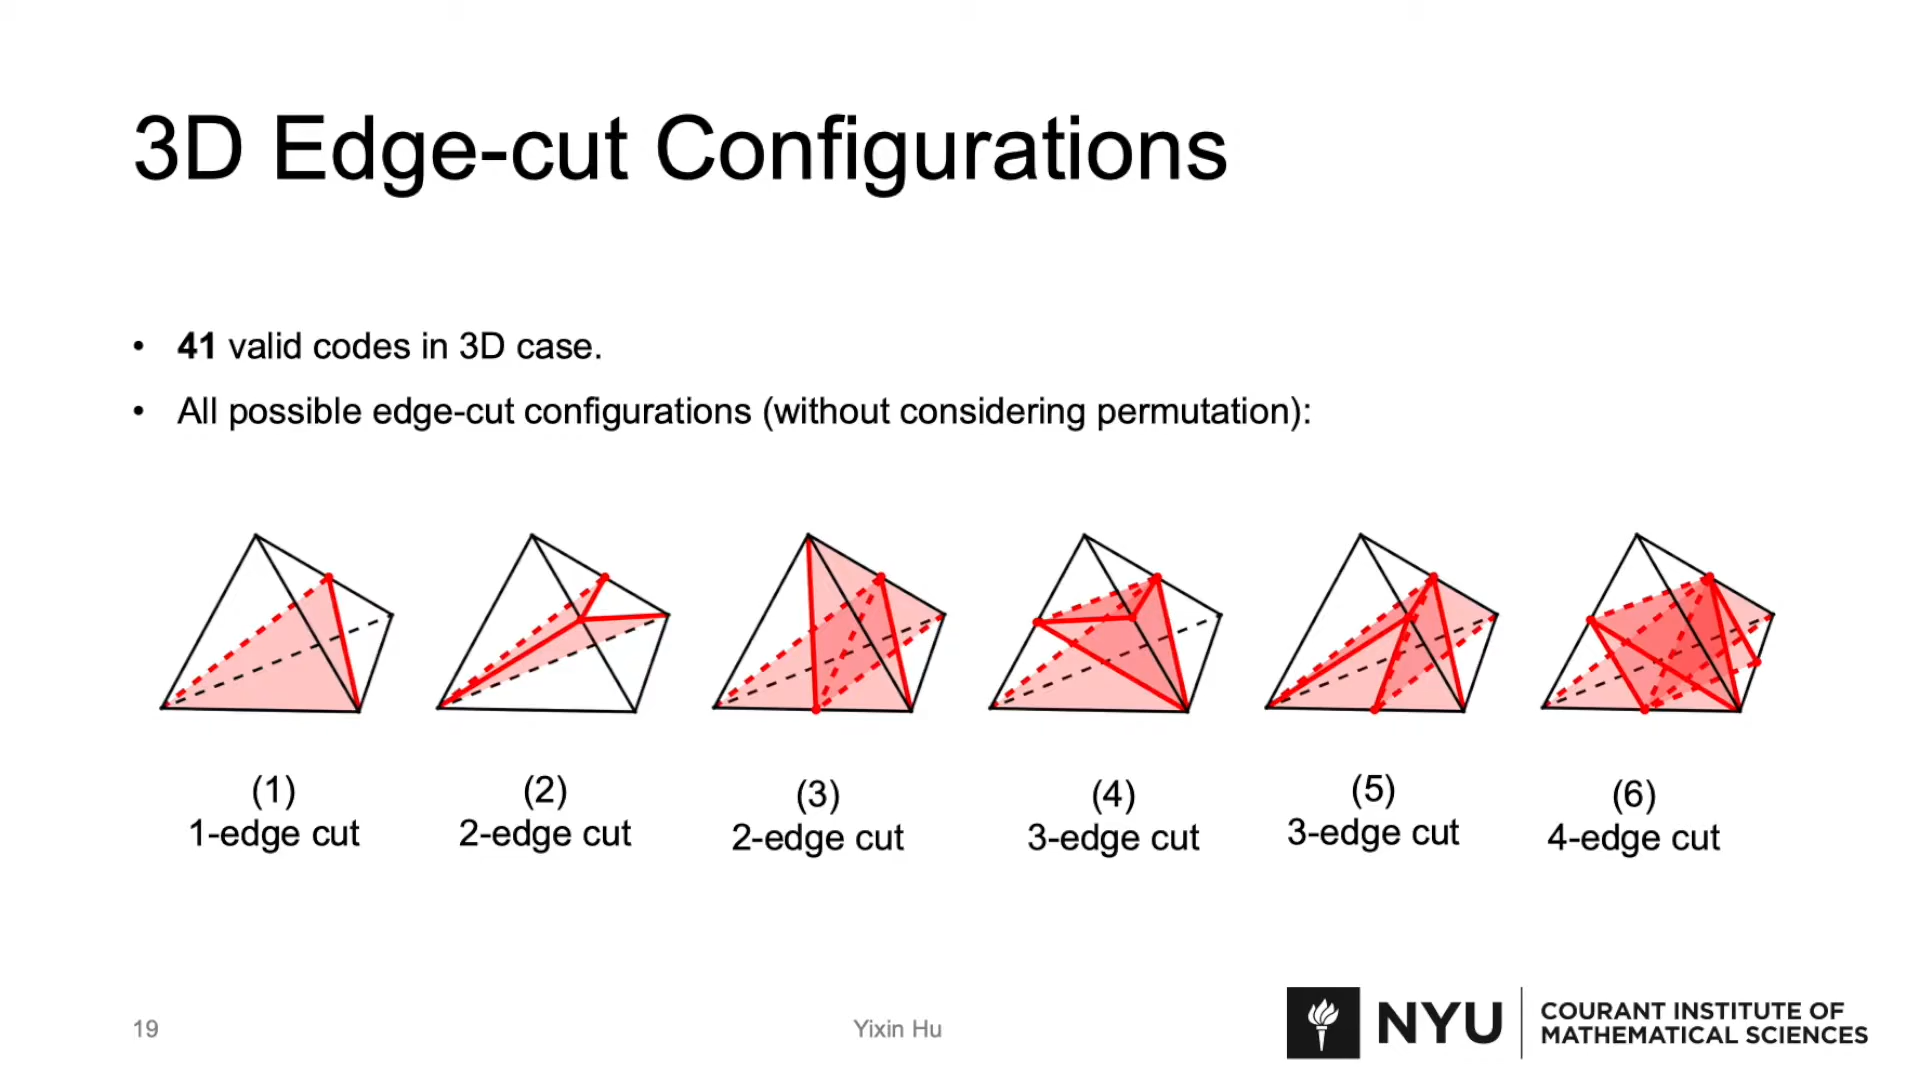 3D Edge-cut Configurations
• 41 valid codes in 3D case.
• All possible edge-cut configurations (without considering permutation):
(1)
1-edge cut
(2)
2-edge cut
(3)
2-edge cut
(4)
3-edge cut
(5)
3-edge cut
(6)
4-edge cut
19
Yixin Hu
NYU
COURANT INSTITUTE OF
MATHEMATICAL SCIENCES